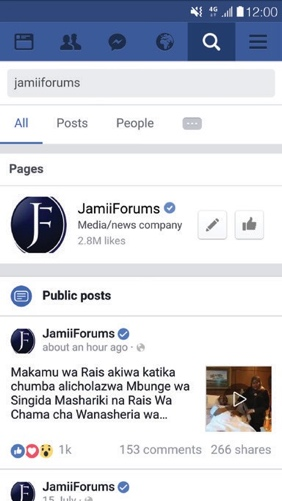 4G 12:00
jamiiforums
All Posts People
Pages
JF
JamiiForums
Media/news company
2.8M likes
Public posts
JF
JamiiForums
about an hour ago ·
Makamu wa Rais akiwa katika
chumba alicholazwa Mbunge wa
Singida Mashariki na Rais Wa
Chama cha Wanasheria wa...
1k 153 comments 266 shares
JamiiForums
15 July ·